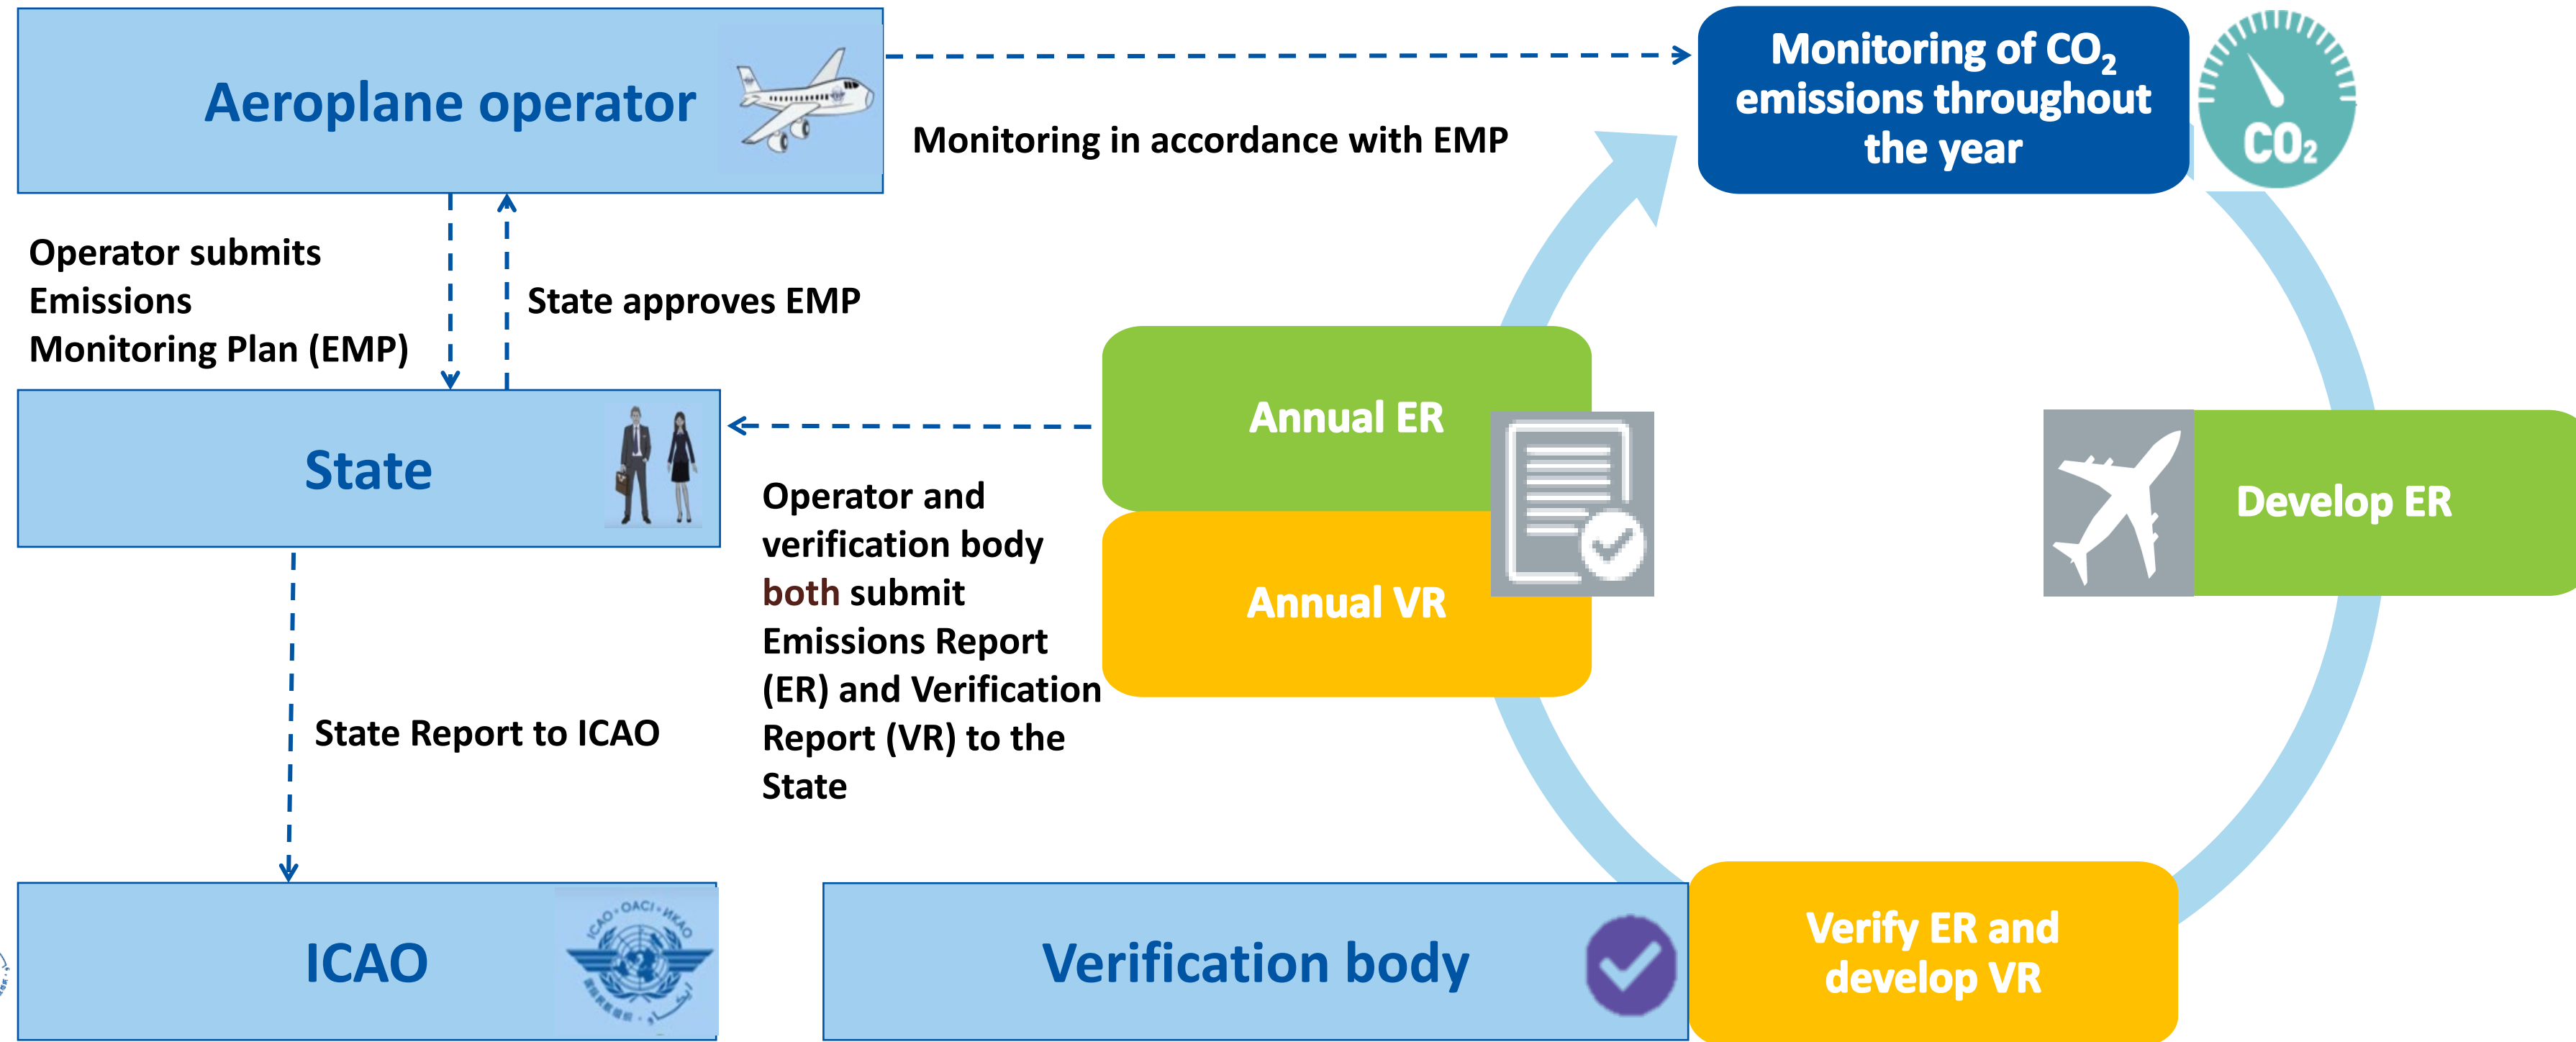 Aeroplane operator
Monitoring in accordance with EMP
Monitoring of CO₂
emissions throughout
the year
CO₂
Operator submits
Emissions
Monitoring Plan (EMP)
State approves EMP
State
Annual ER
Annual VR
Operator and
verification body
both submit
Emissions Report
(ER) and Verification
Report (VR) to the
State
Develop ER
State Report to ICAO
ICAO
ICAO · OACI · ИКАО
Verification body
Verify ER and
develop VR